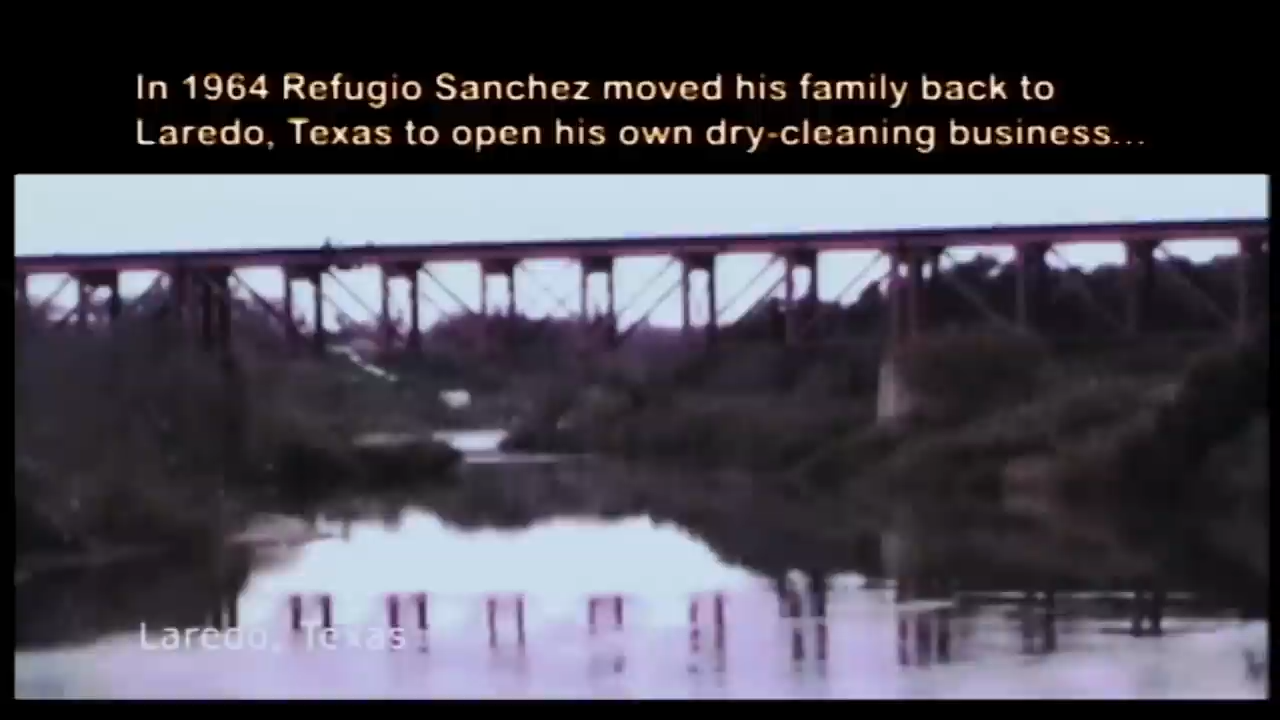 In 1964 Refugio Sanchez moved his family back to
Laredo, Texas to open his own dry-cleaning business...
Laredo, Texas